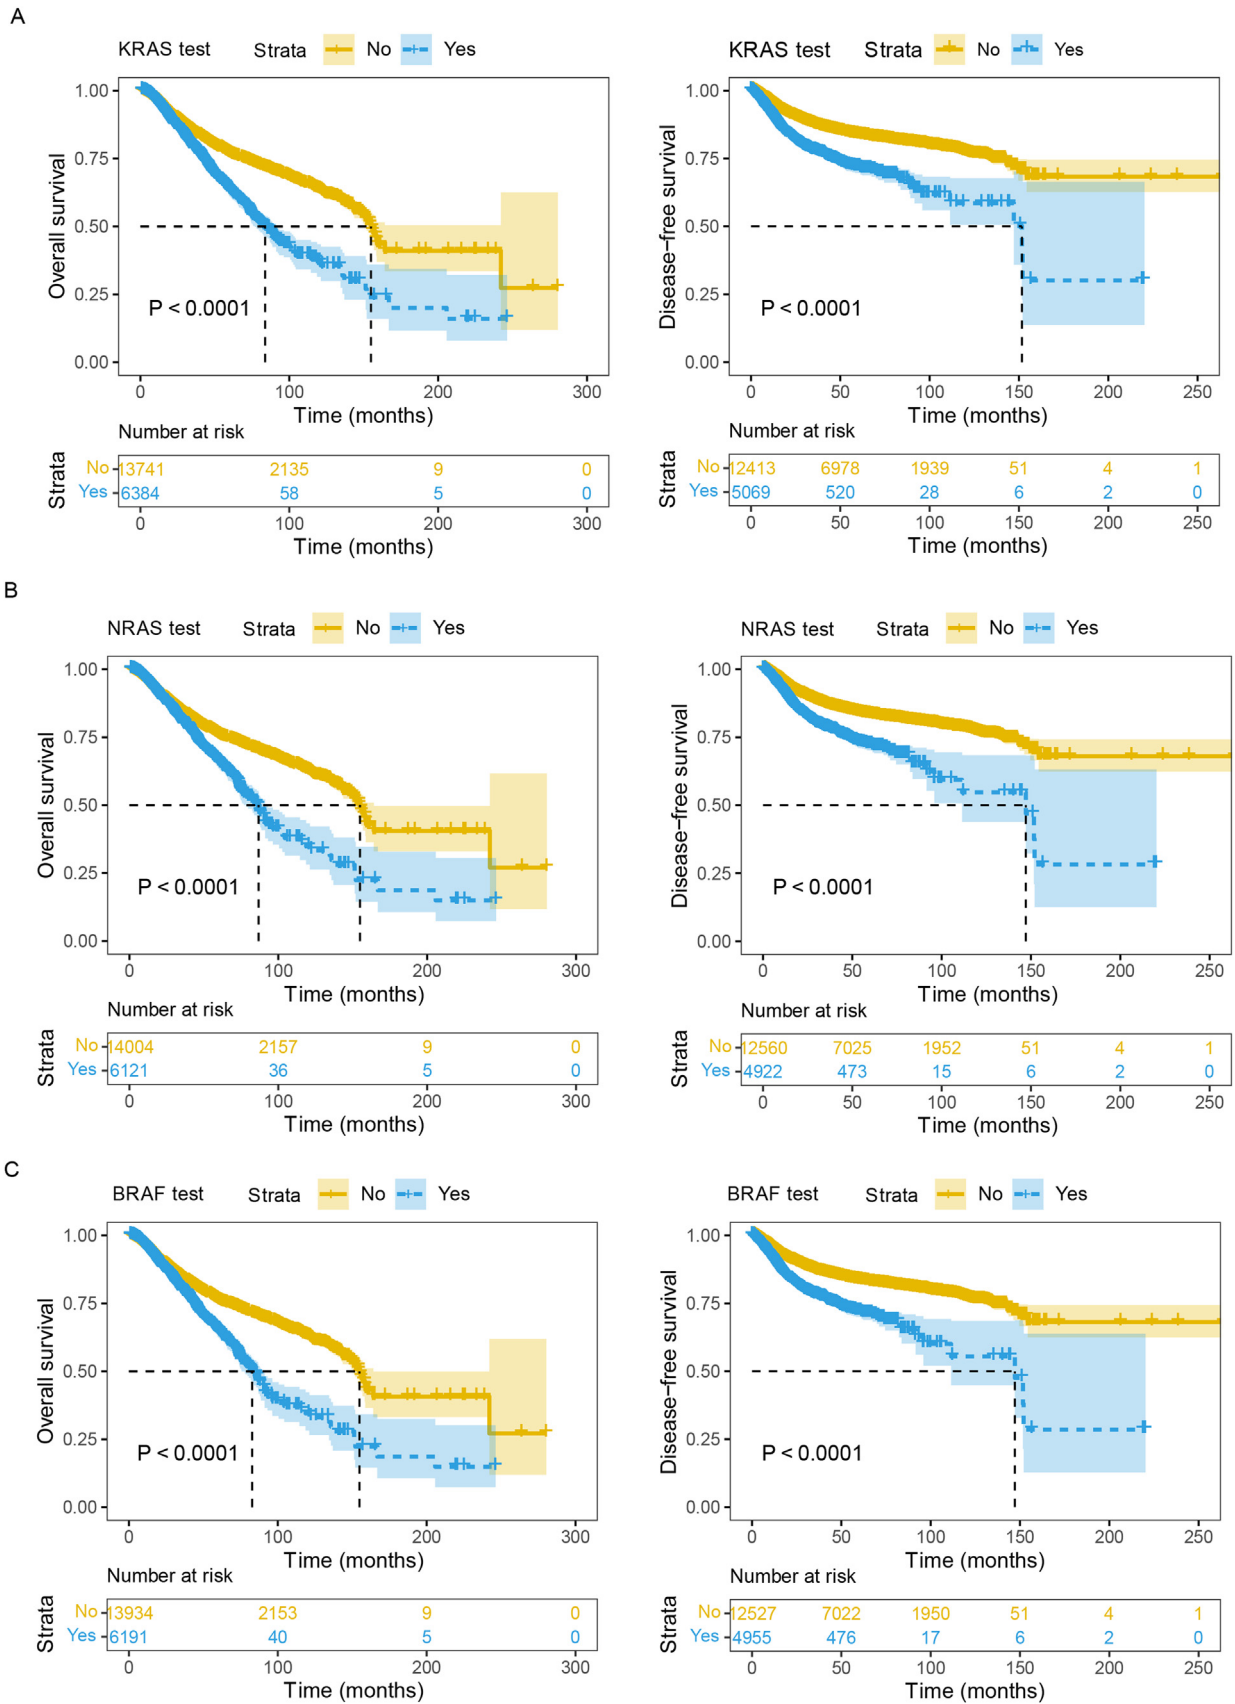 A
KRAS test Strata No Yes
1.00
0.75
0.50
0.25
0.00
Overall survival
P < 0.0001
0 100 200 300
Time (months)
Number at risk
Strata
No 13741 2135 9 0
Yes 6384 58 5 0
0 100 200 300
Time (months)
KRAS test Strata No Yes
1.00
0.75
0.50
0.25
0.00
Disease-free survival
P < 0.0001
0 50 100 150 200 250
Time (months)
Number at risk
Strata
No 12413 6978 1939 51 4 1
Yes 5069 520 28 6 2 0
0 50 100 150 200 250
Time (months)
B
NRAS test Strata No Yes
1.00
0.75
0.50
0.25
0.00
Overall survival
P < 0.0001
0 100 200 300
Time (months)
Number at risk
Strata
No 14004 2157 9 0
Yes 6121 36 5 0
0 100 200 300
Time (months)
NRAS test Strata No Yes
1.00
0.75
0.50
0.25
0.00
Disease-free survival
P < 0.0001
0 50 100 150 200 250
Time (months)
Number at risk
Strata
No 12560 7025 1952 51 4 1
Yes 4922 473 15 6 2 0
0 50 100 150 200 250
Time (months)
C
BRAF test Strata No Yes
1.00
0.75
0.50
0.25
0.00
Overall survival
P < 0.0001
0 100 200 300
Time (months)
Number at risk
Strata
No 13934 2153 9 0
Yes 6191 40 5 0
0 100 200 300
Time (months)
BRAF test Strata No Yes
1.00
0.75
0.50
0.25
0.00
Disease-free survival
P < 0.0001
0 50 100 150 200 250
Time (months)
Number at risk
Strata
No 12527 7022 1950 51 4 1
Yes 4955 476 17 6 2 0
0 50 100 150 200 250
Time (months)